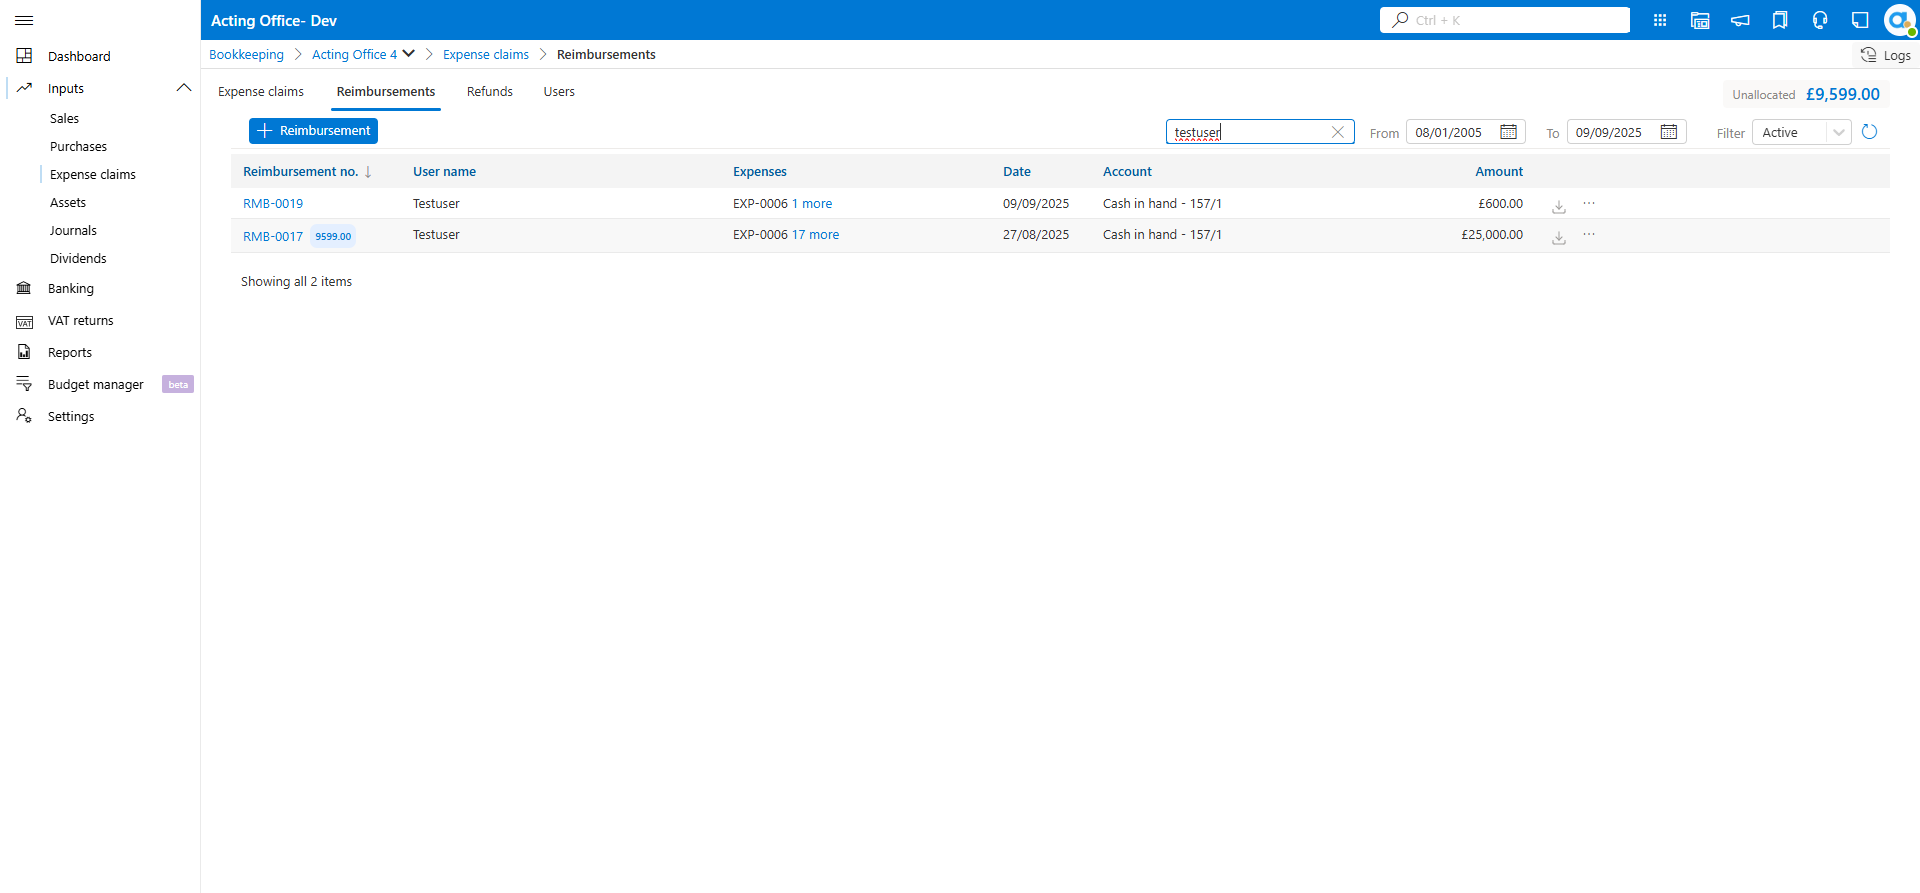 Acting Office- Dev
Ctrl + K
Dashboard
Inputs
Sales
Purchases
Expense claims
Assets
Journals
Dividends
Banking
VAT
VAT returns
Reports
Budget manager beta
Settings
Bookkeeping Acting Office 4 Expense claims Reimbursements
Logs
Expense claims Reimbursements Refunds Users
Unallocated £9,599.00
Reimbursement
testuser From 08/01/2005 To 09/09/2025 Filter Active
Reimbursement no. User name Expenses Date Account Amount
RMB-0019 Testuser EXP-0006 1 more 09/09/2025 Cash in hand - 157/1 £600.00
RMB-0017 9599.00 Testuser EXP-0006 17 more 27/08/2025 Cash in hand - 157/1 £25,000.00
Showing all 2 items